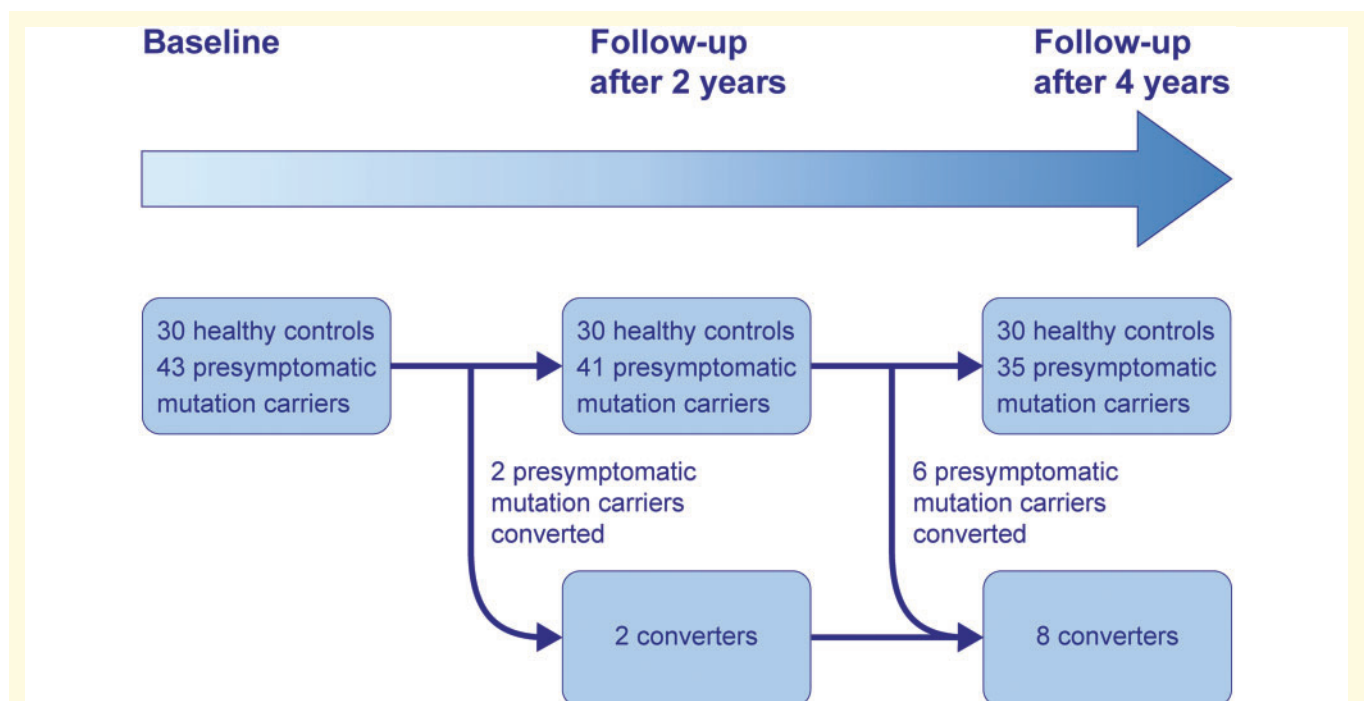 Baseline
Follow-up
after 2 years
Follow-up
after 4 years
30 healthy controls
43 presymptomatic
mutation carriers
30 healthy controls
41 presymptomatic
mutation carriers
30 healthy controls
35 presymptomatic
mutation carriers
2 presymptomatic
mutation carriers
converted
6 presymptomatic
mutation carriers
converted
2 converters
8 converters